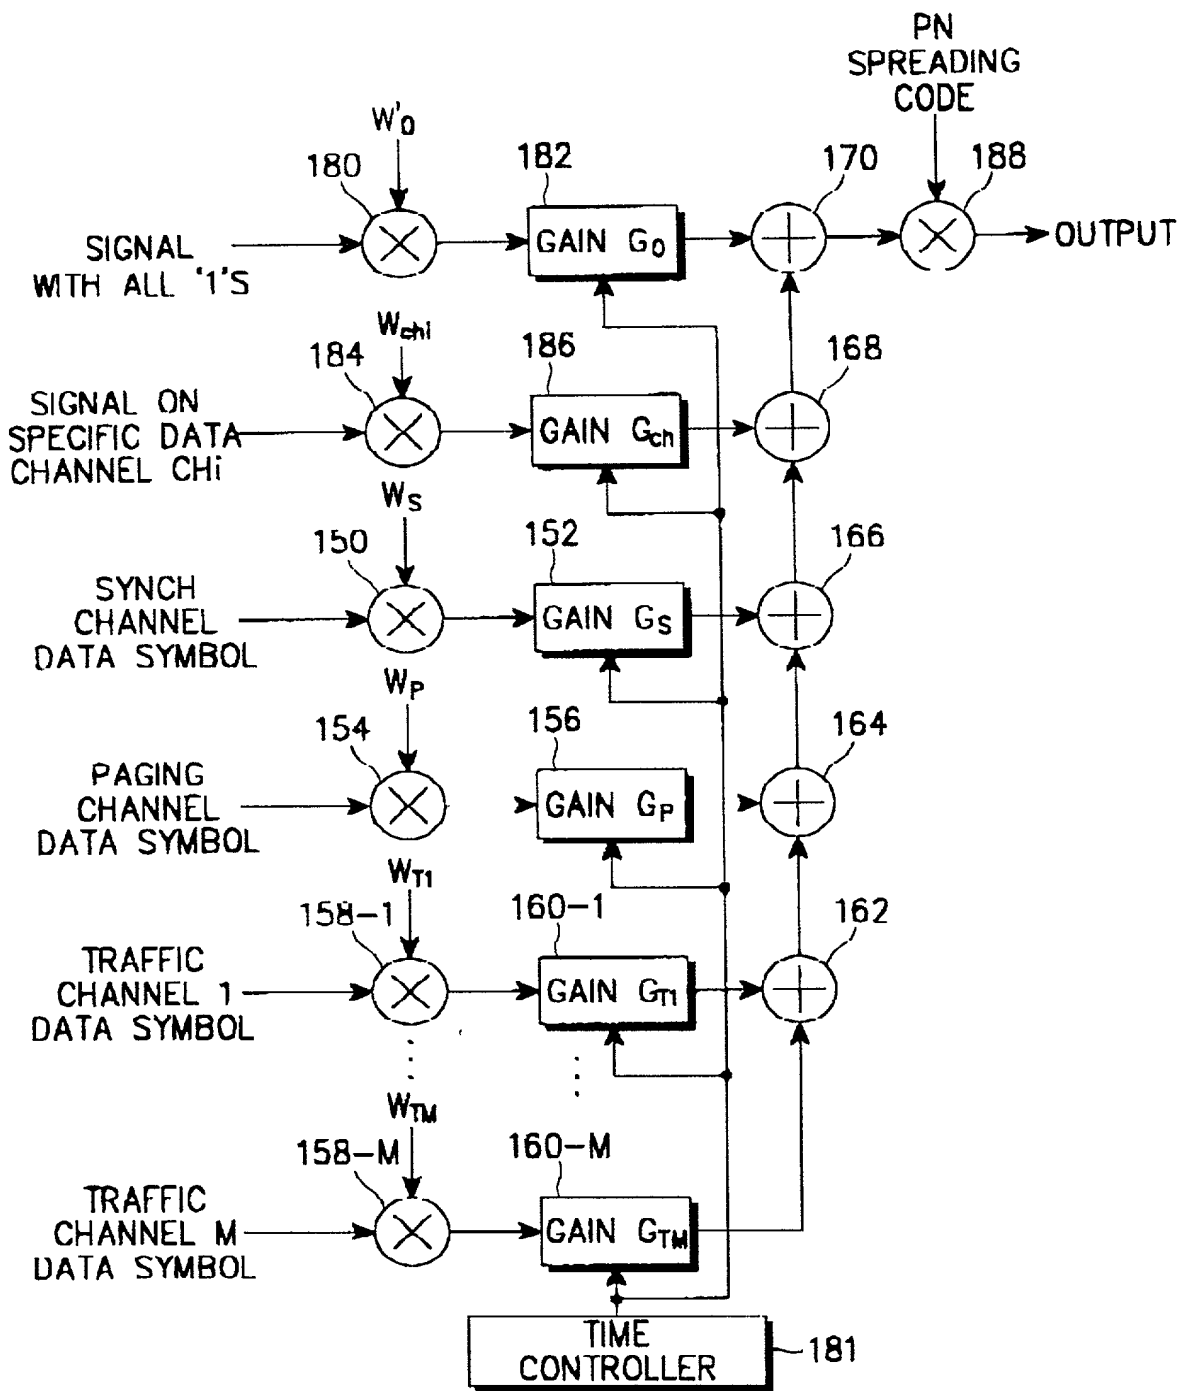 PN
SPREADING
CODE
W'0
180
182
170
188
SIGNAL
WITH ALL '1'S
GAIN G0
OUTPUT
Wchi
184
186
168
SIGNAL ON
SPECIFIC DATA
CHANNEL CHi
GAIN Gch
WS
150
152
166
SYNCH
CHANNEL
DATA SYMBOL
GAIN GS
WP
154
156
164
PAGING
CHANNEL
DATA SYMBOL
GAIN GP
WT1
158-1
160-1
162
TRAFFIC
CHANNEL 1
DATA SYMBOL
GAIN GT1
WTM
158-M
160-M
TRAFFIC
CHANNEL M
DATA SYMBOL
GAIN GTM
TIME
CONTROLLER
181